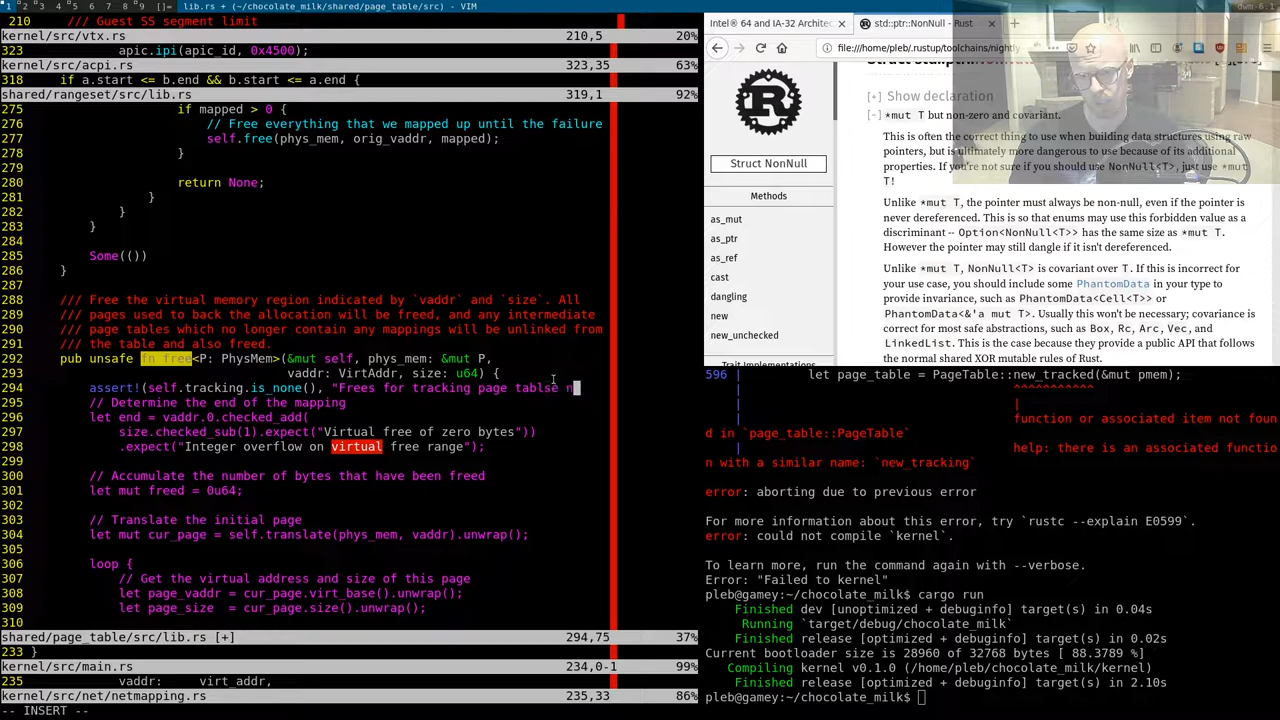 1 2 3 4 5 6 7 8 9 []= lib.rs + (~/chocolate_milk/shared/page_table/src) - VIM
dwm-6.1
210 /// Guest SS segment limit
kernel/src/vtx.rs 210,5 20%
323 apic.ipi(apic_id, 0x4500);
kernel/src/acpi.rs 323,35 63%
318 if a.start <= b.end && b.start <= a.end {
shared/rangeset/src/lib.rs 319,1 92%
275 if mapped > 0 {
276 // Free everything that we mapped up until the failure
277 self.free(phys_mem, orig_vaddr, mapped);
278 }
279
280 return None;
281 }
282 }
283 }
284
285 Some(())
286 }
287
288 /// Free the virtual memory region indicated by `vaddr` and `size`. All
289 /// pages used to back the allocation will be freed, and any intermediate
290 /// page tables which no longer contain any mappings will be unlinked from
291 /// the table and also freed.
292 pub unsafe fn free<P: PhysMem>(&mut self, phys_mem: &mut P,
293 vaddr: VirtAddr, size: u64) {
294 assert!(self.tracking.is_none(), "Frees for tracking page tablse n
295 // Determine the end of the mapping
296 let end = vaddr.0.checked_add(
297 size.checked_sub(1).expect("Virtual free of zero bytes"))
298 .expect("Integer overflow on virtual free range");
299
300 // Accumulate the number of bytes that have been freed
301 let mut freed = 0u64;
302
303 // Translate the initial page
304 let mut cur_page = self.translate(phys_mem, vaddr).unwrap();
305
306 loop {
307 // Get the virtual address and size of this page
308 let page_vaddr = cur_page.virt_base().unwrap();
309 let page_size = cur_page.size().unwrap();
310
shared/page_table/src/lib.rs [+] 294,75 37%
233 }
kernel/src/main.rs 234,0-1 99%
235 vaddr: virt_addr,
kernel/src/net/netmapping.rs 235,33 86%
-- INSERT --
Intel® 64 and IA-32 Architec
std::ptr::NonNull - Rust
file:///home/pleb/.rustup/toolchains/nightly
Struct NonNull
Methods
as_mut
as_ptr
as_ref
cast
dangling
new
new_unchecked
[+] Show declaration
[-] *mut T but non-zero and covariant.
This is often the correct thing to use when building data structures using raw
pointers, but is ultimately more dangerous to use because of its additional
properties. If you're not sure if you should use NonNull<T>, just use *mut
T!
Unlike *mut T, the pointer must always be non-null, even if the pointer is
never dereferenced. This is so that enums may use this forbidden value as a
discriminant -- Option<NonNull<T>> has the same size as *mut T.
However the pointer may still dangle if it isn't dereferenced.
Unlike *mut T, NonNull<T> is covariant over T. If this is incorrect for
your use case, you should include some PhantomData in your type to
provide invariance, such as PhantomData<Cell<T>> or
PhantomData<&'a mut T>. Usually this won't be necessary; covariance is
correct for most safe abstractions, such as Box, Rc, Arc, Vec, and
LinkedList. This is the case because they provide a public API that follows
the normal shared XOR mutable rules of Rust.
596 | let page_table = PageTable::new_tracked(&mut pmem);
| ^^^^^^^^^^^
| |
| function or associated item not foun
d in `page_table::PageTable`
| help: there is an associated functio
n with a similar name: `new_tracking`
error: aborting due to previous error
For more information about this error, try `rustc --explain E0599`.
error: could not compile `kernel`.
To learn more, run the command again with --verbose.
Error: "Failed to kernel"
pleb@gamey:~/chocolate_milk$ cargo run
Finished dev [unoptimized + debuginfo] target(s) in 0.04s
Running `target/debug/chocolate_milk`
Finished release [optimized + debuginfo] target(s) in 0.02s
Current bootloader size is 28960 of 32768 bytes [ 88.3789 %]
Compiling kernel v0.1.0 (/home/pleb/chocolate_milk/kernel)
Finished release [optimized + debuginfo] target(s) in 2.10s
pleb@gamey:~/chocolate_milk$